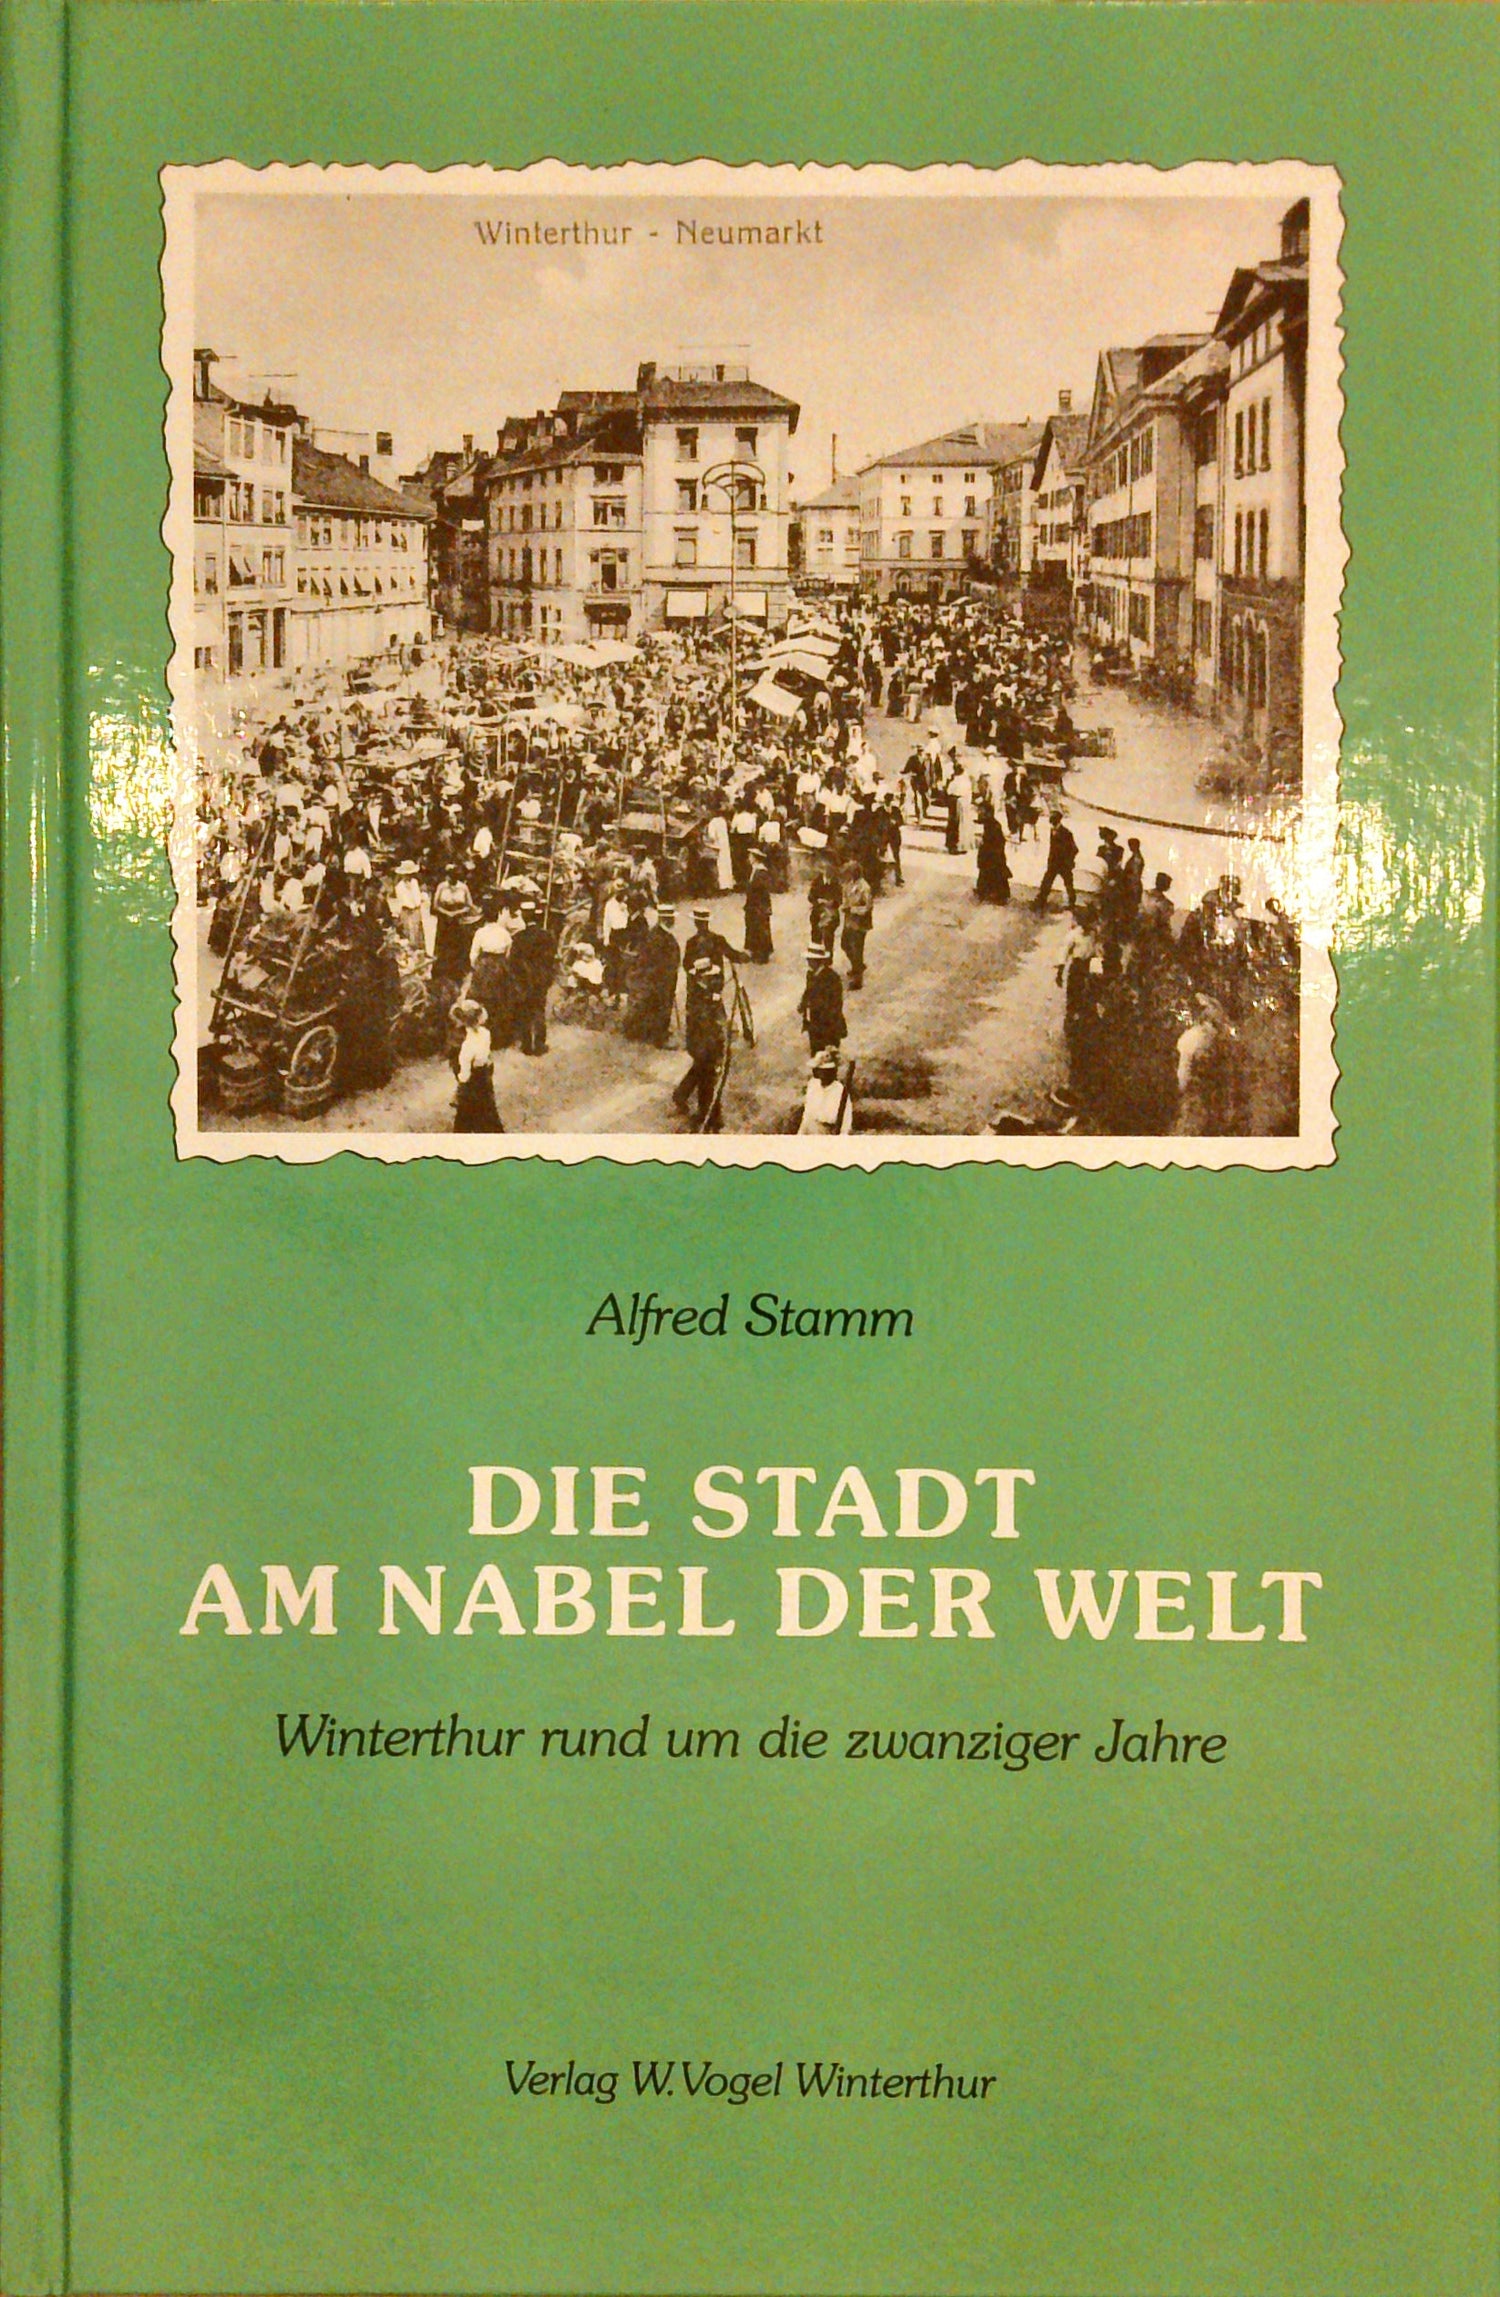 Winterthur - Neumarkt
Alfred Stamm
DIE STADT
AM NABEL DER WELT
Winterthur rund um die zwanziger Jahre
Verlag W. Vogel Winterthur